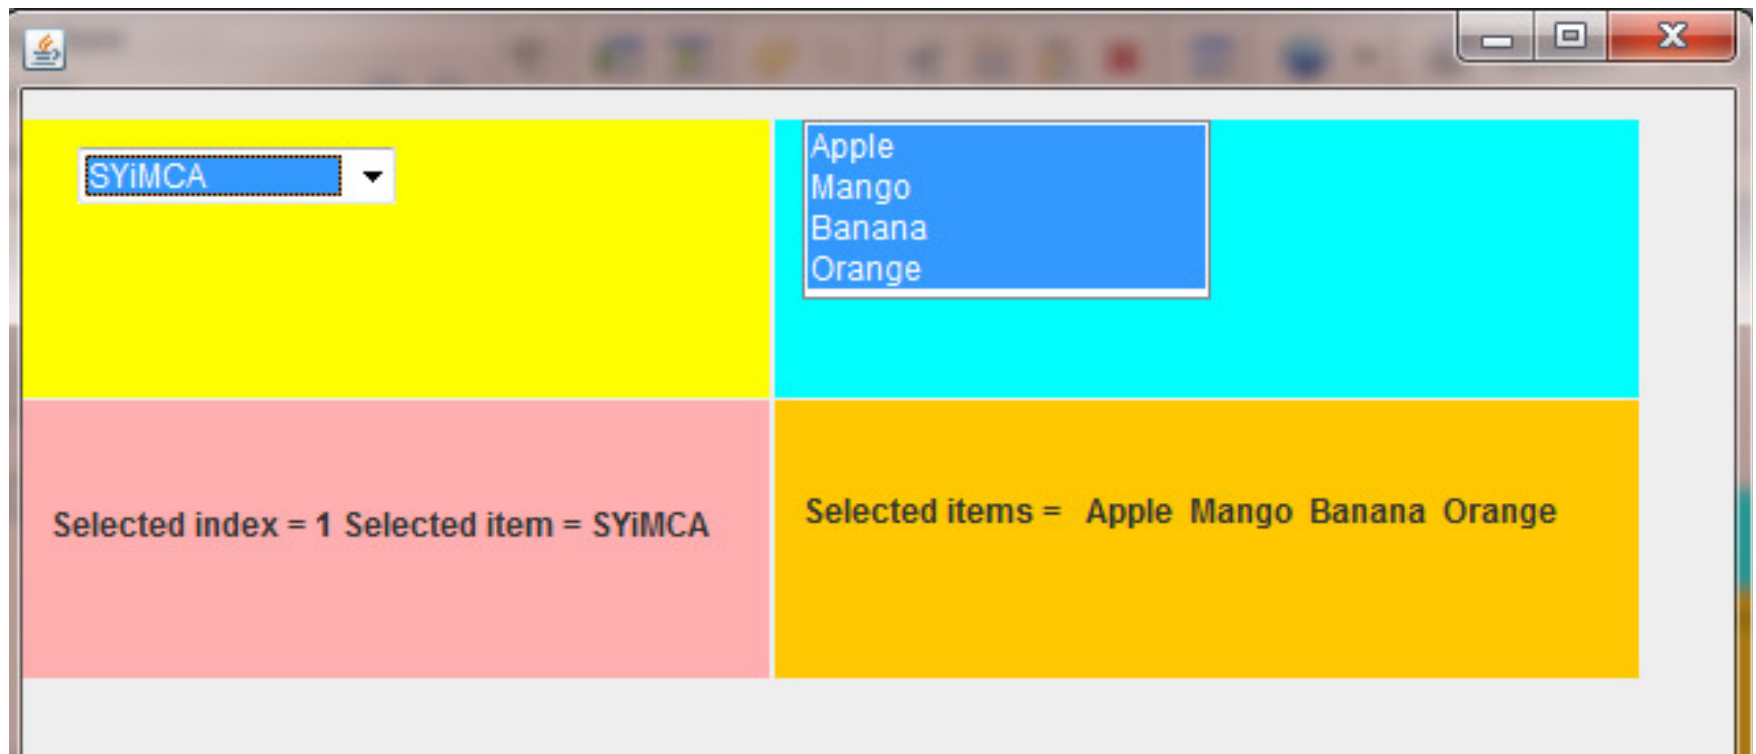 SYiMCA
Apple
Mango
Banana
Orange
Selected index = 1 Selected item = SYiMCA
Selected items = Apple Mango Banana Orange